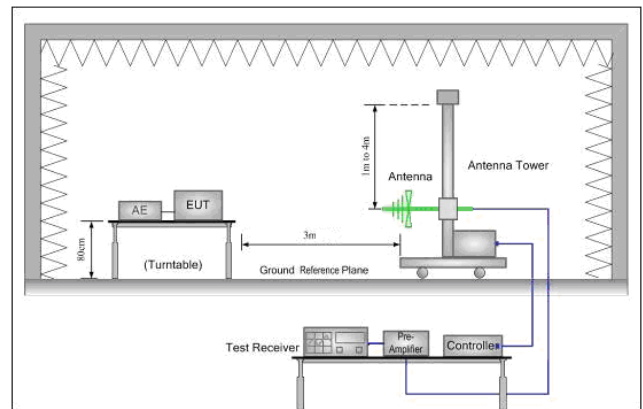 1m to 4m
Antenna
Antenna Tower
AE
EUT
80cm
(Turntable)
3m
Ground Reference Plane
Test Receiver
Pre-
Amplifier
Controller